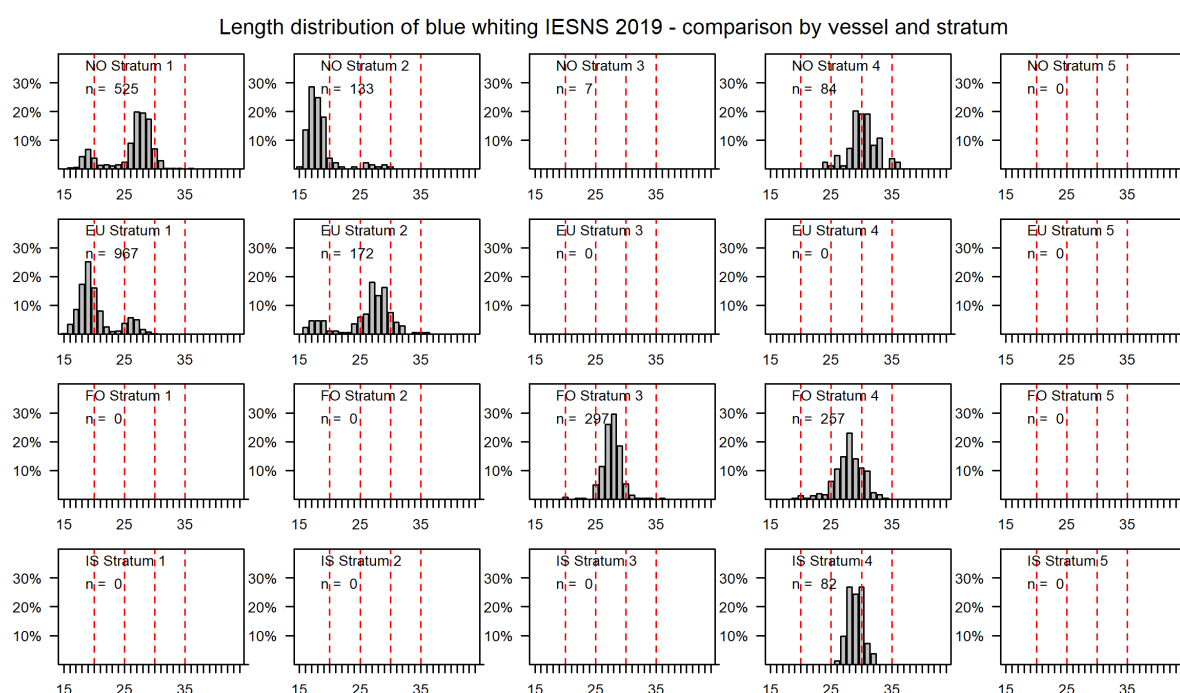 Length distribution of blue whiting IESNS 2019 - comparison by vessel and stratum
NO Stratum 1 NO Stratum 2 NO Stratum 3 NO Stratum 4 NO Stratum 5
30% 30% 30% 30% 30%
n = 525 n = 133 n = 7 n = 84 n = 0
20% 20% 20% 20% 20%
10% 10% 10% 10% 10%
15 25 35 15 25 35 15 25 35 15 25 35 15 25 35
EU Stratum 1 EU Stratum 2 EU Stratum 3 EU Stratum 4 EU Stratum 5
30% 30% 30% 30% 30%
n = 967 n = 172 n = 0 n = 0 n = 0
20% 20% 20% 20% 20%
10% 10% 10% 10% 10%
15 25 35 15 25 35 15 25 35 15 25 35 15 25 35
FO Stratum 1 FO Stratum 2 FO Stratum 3 FO Stratum 4 FO Stratum 5
30% 30% 30% 30% 30%
n = 0 n = 0 n = 297 n = 257 n = 0
20% 20% 20% 20% 20%
10% 10% 10% 10% 10%
15 25 35 15 25 35 15 25 35 15 25 35 15 25 35
IS Stratum 1 IS Stratum 2 IS Stratum 3 IS Stratum 4 IS Stratum 5
30% 30% 30% 30% 30%
n = 0 n = 0 n = 0 n = 82 n = 0
20% 20% 20% 20% 20%
10% 10% 10% 10% 10%
15 25 35 15 25 35 15 25 35 15 25 35 15 25 35